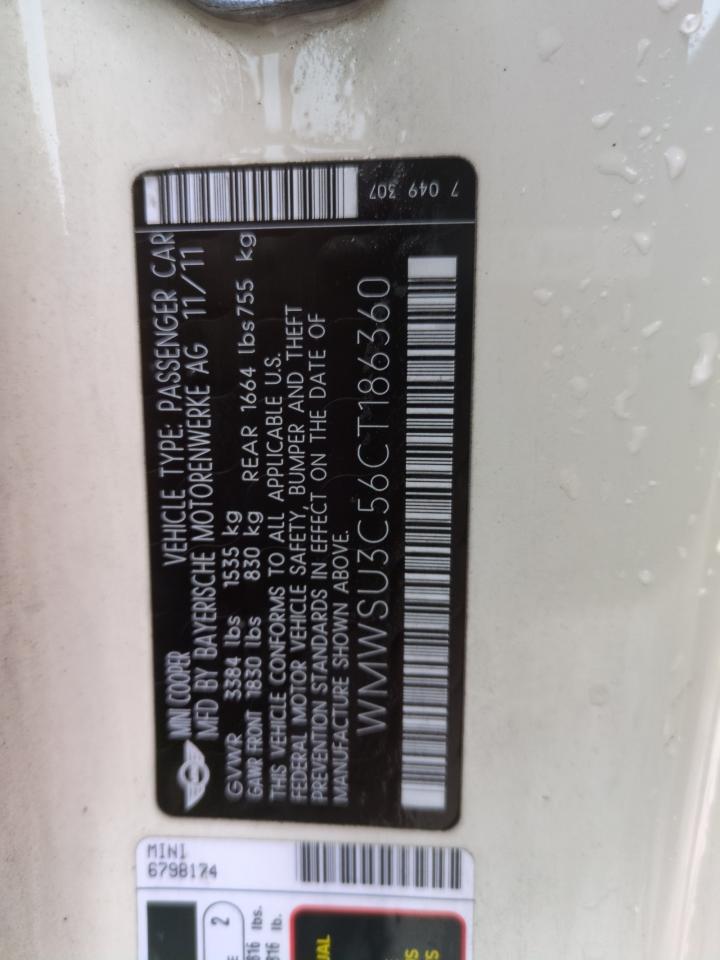 MINI COOPER VEHICLE TYPE: PASSENGER CAR
MFD BY BAYERISCHE MOTORENWERKE AG 11/11
GVWR 3384 lbs 1535 kg
GAWR FRONT 1830 lbs 830 kg REAR 1664 lbs 755 kg
THIS VEHICLE CONFORMS TO ALL APPLICABLE U.S.
FEDERAL MOTOR VEHICLE SAFETY, BUMPER AND THEFT
PREVENTION STANDARDS IN EFFECT ON THE DATE OF
MANUFACTURE SHOWN ABOVE.
WMWSU3C56CT186360
7 049 307
MINI
6798174
2
lbs.
lb.